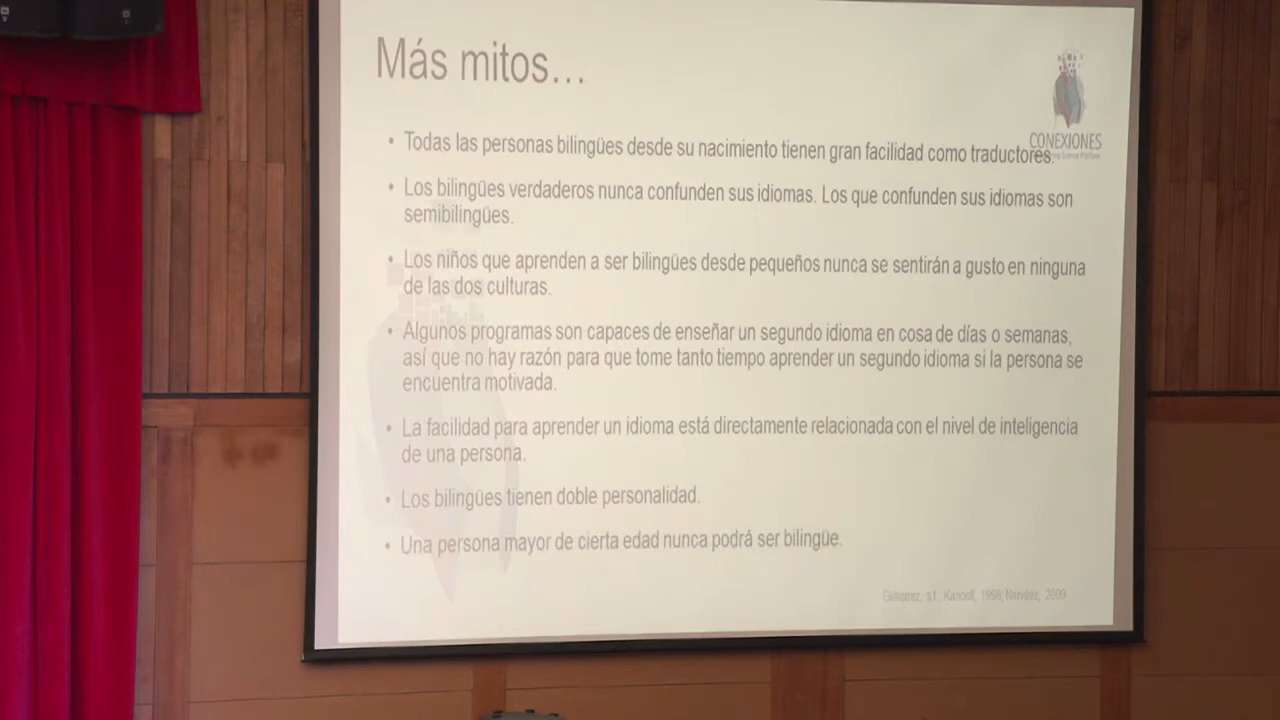 Más mitos...
CONEXIONES
• Todas las personas bilingües desde su nacimiento tienen gran facilidad como traductores.
• Los bilingües verdaderos nunca confunden sus idiomas. Los que confunden sus idiomas son
semibilingües.
• Los niños que aprenden a ser bilingües desde pequeños nunca se sentirán a gusto en ninguna
de las dos culturas.
• Algunos programas son capaces de enseñar un segundo idioma en cosa de días o semanas,
así que no hay razón para que tome tanto tiempo aprender un segundo idioma si la persona se
encuentra motivada.
• La facilidad para aprender un idioma está directamente relacionada con el nivel de inteligencia
de una persona.
• Los bilingües tienen doble personalidad.
• Una persona mayor de cierta edad nunca podrá ser bilingüe.
2009